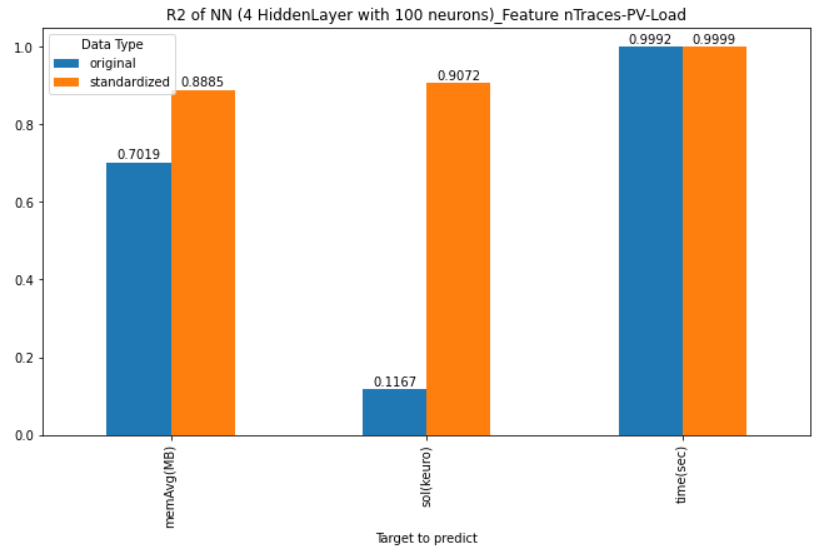 R2 of NN (4 HiddenLayer with 100 neurons)_Feature nTraces-PV-Load
Data Type
original
standardized
1.0
0.8
0.6
0.4
0.2
0.0
0.7019
0.8885
0.1167
0.9072
0.9992
0.9999
memAvg(MB)
sol(keuro)
time(sec)
Target to predict